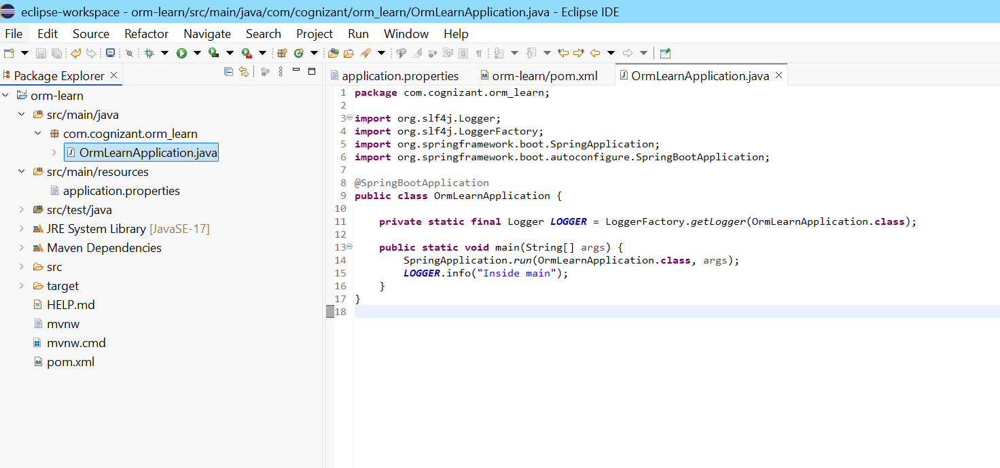 eclipse-workspace - orm-learn/src/main/java/com/cognizant/orm_learn/OrmLearnApplication.java - Eclipse IDE
File Edit Source Refactor Navigate Search Project Run Window Help
Package Explorer
orm-learn
src/main/java
com.cognizant.orm_learn
OrmLearnApplication.java
src/main/resources
application.properties
src/test/java
JRE System Library [JavaSE-17]
Maven Dependencies
src
target
HELP.md
mvnw
mvnw.cmd
pom.xml
application.properties orm-learn/pom.xml OrmLearnApplication.java
1 package com.cognizant.orm_learn;
2
3 import org.slf4j.Logger;
4 import org.slf4j.LoggerFactory;
5 import org.springframework.boot.SpringApplication;
6 import org.springframework.boot.autoconfigure.SpringBootApplication;
7
8 @SpringBootApplication
9 public class OrmLearnApplication {
10
11     private static final Logger LOGGER = LoggerFactory.getLogger(OrmLearnApplication.class);
12
13     public static void main(String[] args) {
14         SpringApplication.run(OrmLearnApplication.class, args);
15         LOGGER.info("Inside main");
16     }
17 }
18